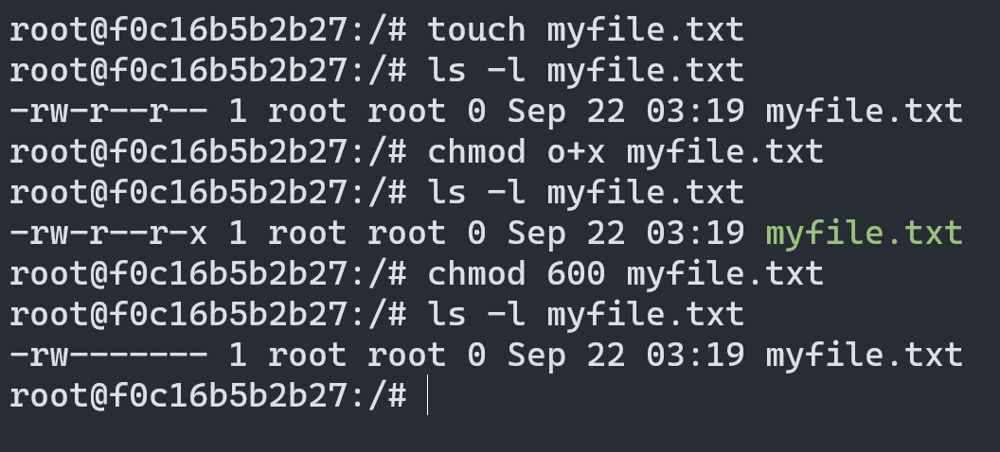 root@f0c16b5b2b27:/# touch myfile.txt
root@f0c16b5b2b27:/# ls -l myfile.txt
-rw-r--r-- 1 root root 0 Sep 22 03:19 myfile.txt
root@f0c16b5b2b27:/# chmod o+x myfile.txt
root@f0c16b5b2b27:/# ls -l myfile.txt
-rw-r--r-x 1 root root 0 Sep 22 03:19 myfile.txt
root@f0c16b5b2b27:/# chmod 600 myfile.txt
root@f0c16b5b2b27:/# ls -l myfile.txt
-rw------- 1 root root 0 Sep 22 03:19 myfile.txt
root@f0c16b5b2b27:/#